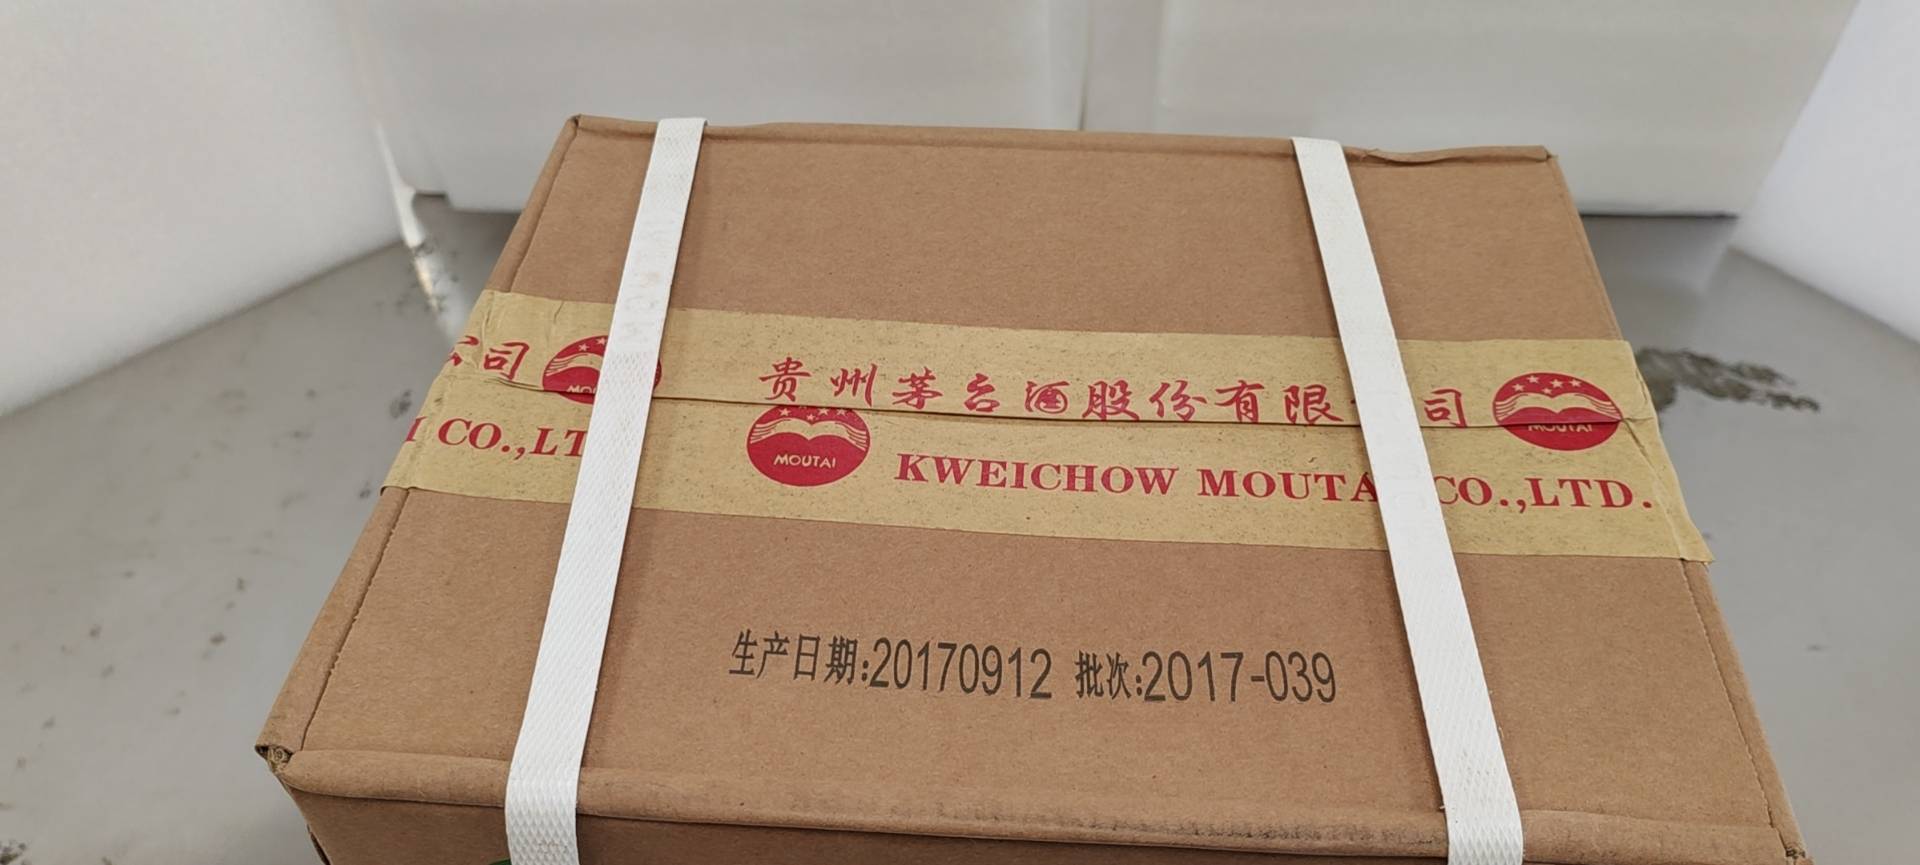 公司 MOUTAI 贵州茅台酒股份有限 司 MOUTAI
I CO.,LT MOUTAI KWEICHOW MOUTA CO.,LTD.
生产日期:20170912 批次:2017-039